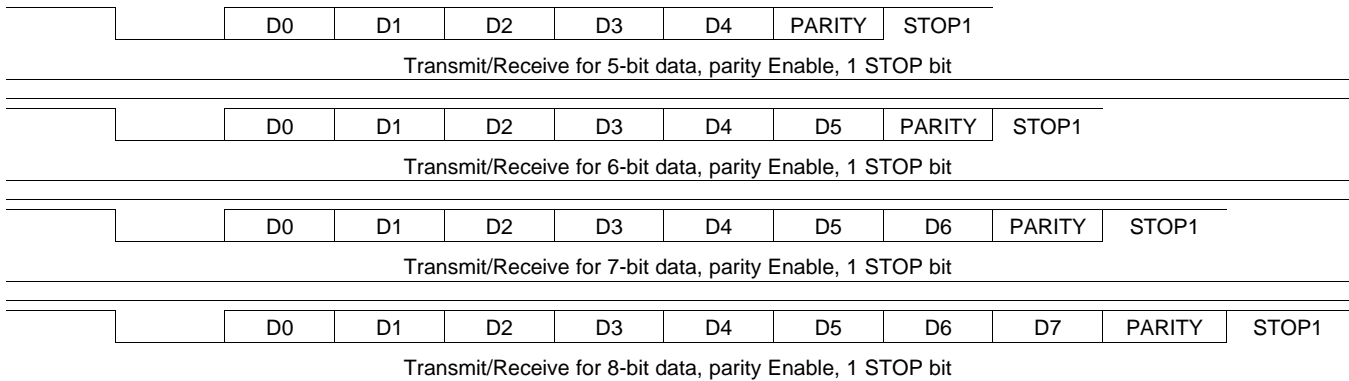 D0 D1 D2 D3 D4 PARITY STOP1
Transmit/Receive for 5-bit data, parity Enable, 1 STOP bit
D0 D1 D2 D3 D4 D5 PARITY STOP1
Transmit/Receive for 6-bit data, parity Enable, 1 STOP bit
D0 D1 D2 D3 D4 D5 D6 PARITY STOP1
Transmit/Receive for 7-bit data, parity Enable, 1 STOP bit
D0 D1 D2 D3 D4 D5 D6 D7 PARITY STOP1
Transmit/Receive for 8-bit data, parity Enable, 1 STOP bit